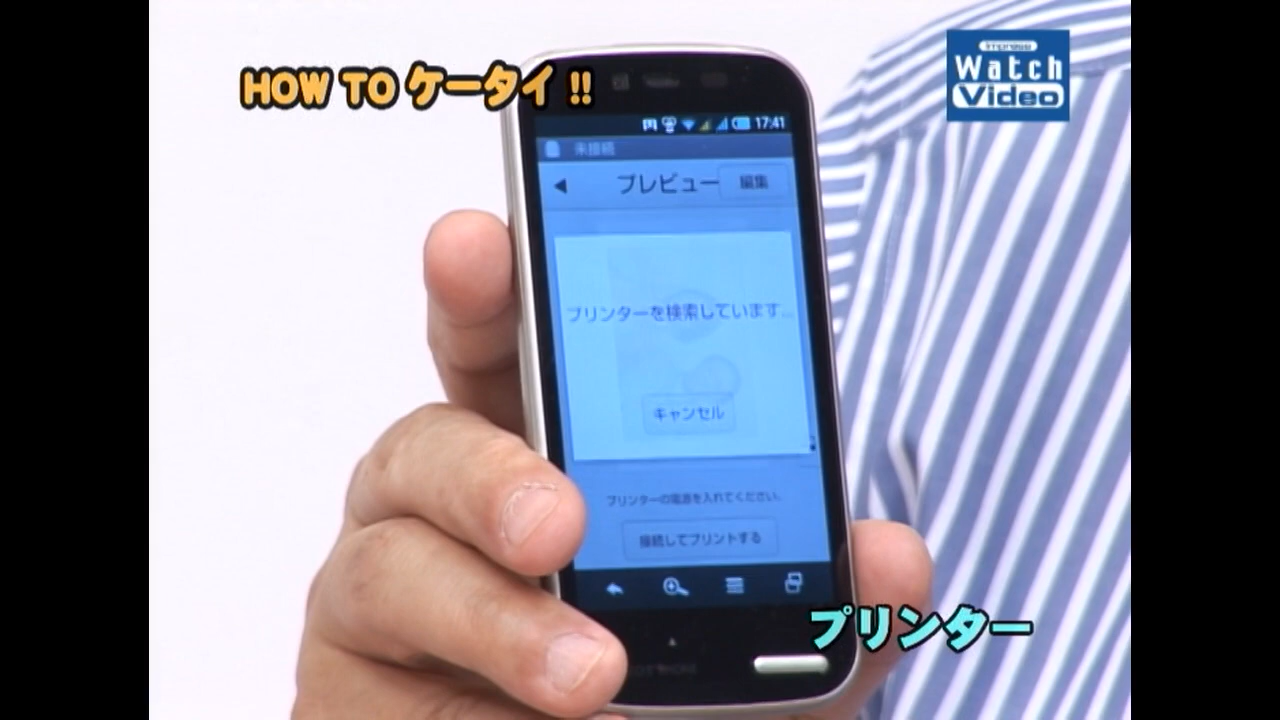 HOW TO ケータイ !!
impress
Watch
Video
17:41
未接続
プレビュー
編集
プリンターを検索しています...
キャンセル
プリンターの電源を入れてください。
接続してプリントする
プリンター